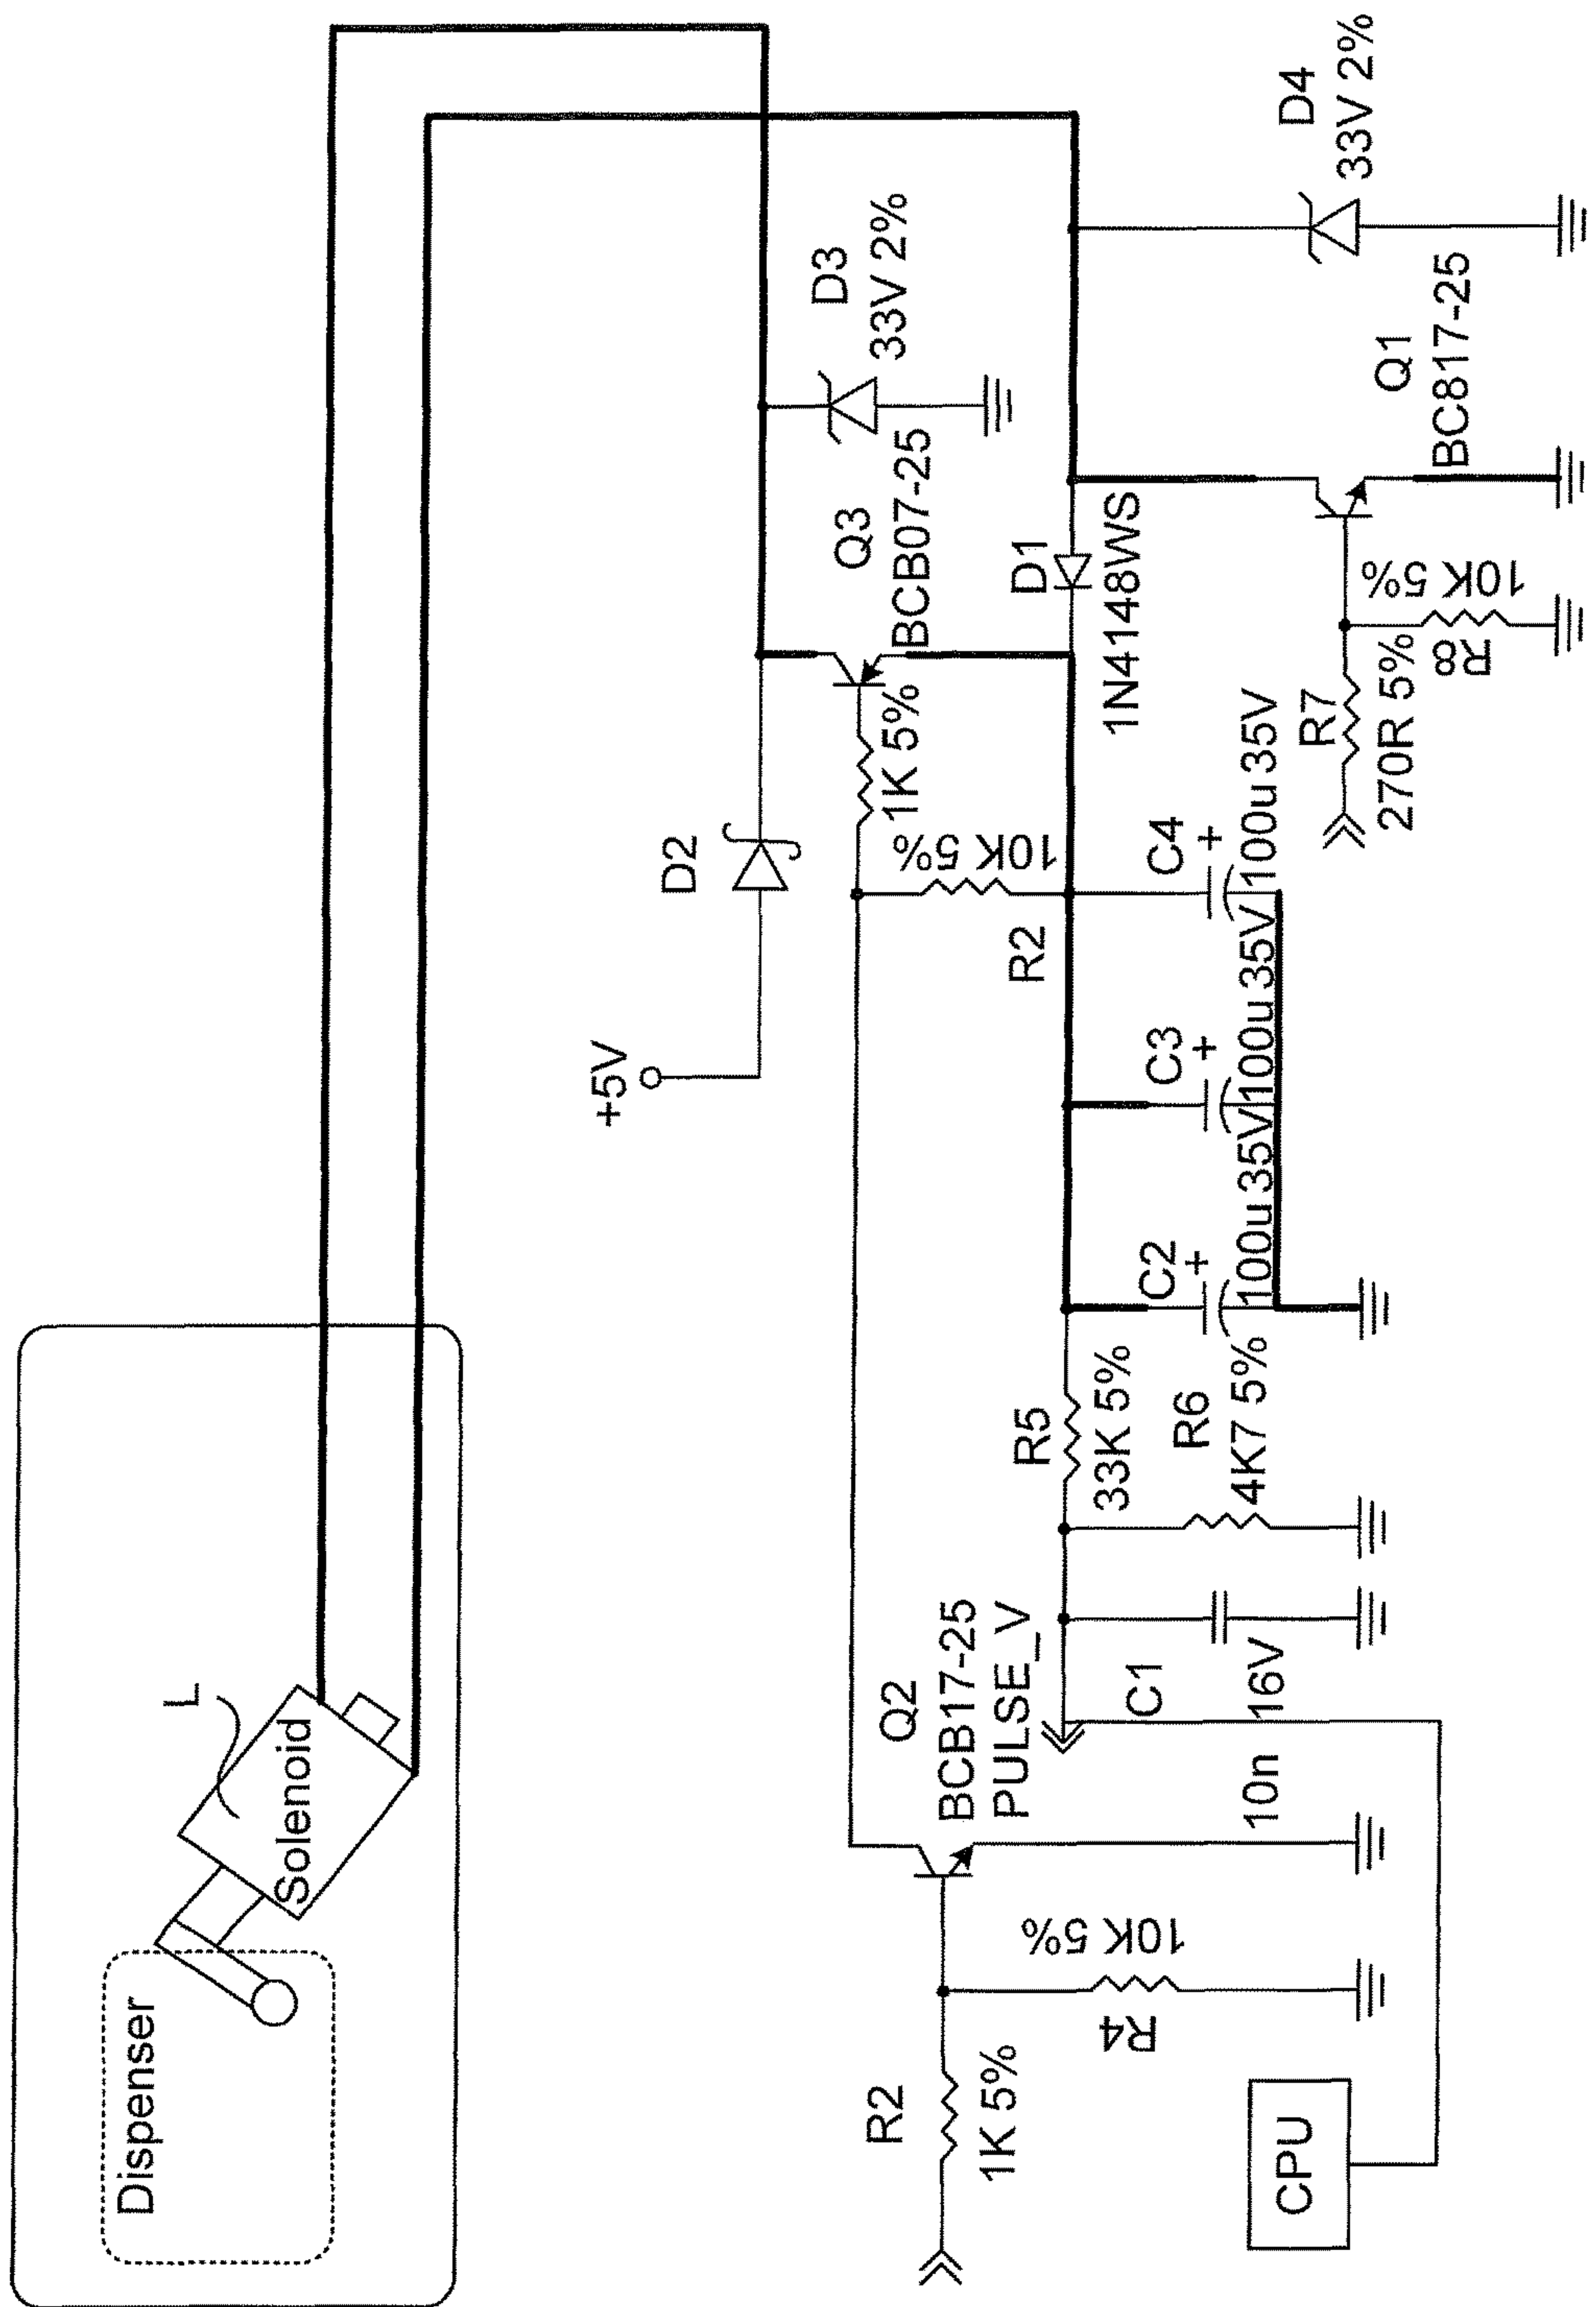 Dispenser
Solenoid
L
+5V
D2
D3
33V 2%
Q3
BCB07-25
1K 5%
10K 5%
R2
D1
1N4148WS
D4
33V 2%
Q1
BC817-25
10K 5%
R8
R7
270R 5%
C4
+
100u 35V
C3
+
100u 35V
C2
+
100u 35V
R5
33K 5%
R6
4K7 5%
Q2
BCB17-25
PULSE_V
C1
16V
10n
10K 5%
R4
R2
1K 5%
CPU